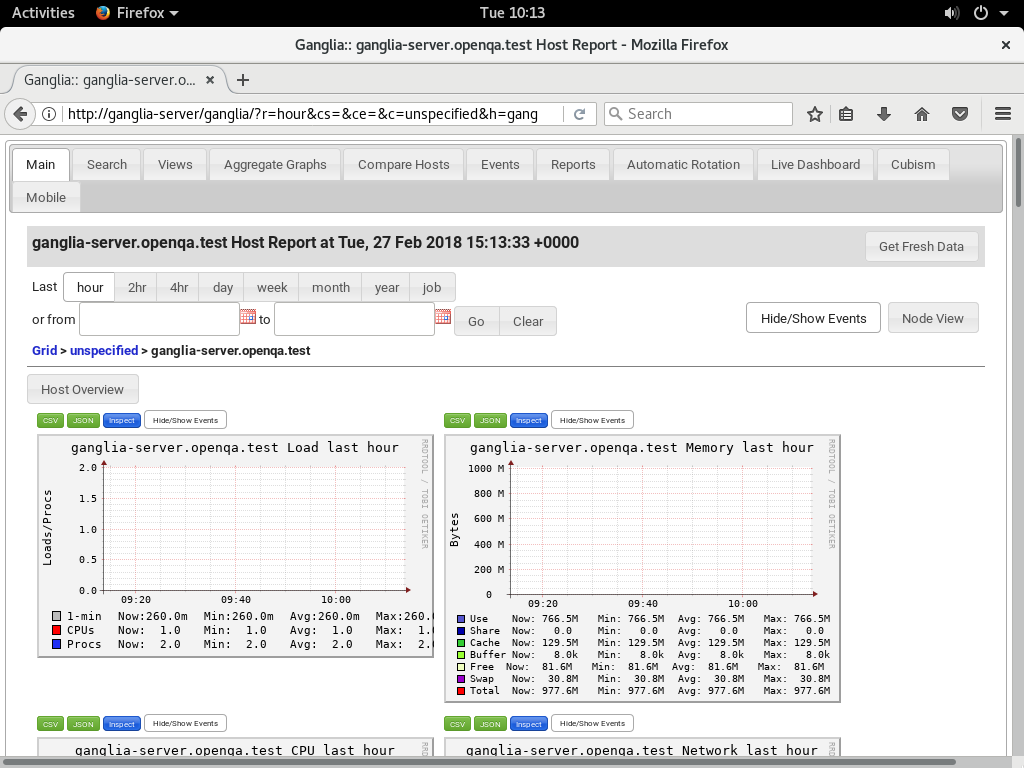 Activities Firefox Tue 10:13
Ganglia:: ganglia-server.openqa.test Host Report - Mozilla Firefox
Ganglia:: ganglia-server.o...
http://ganglia-server/ganglia/?r=hour&cs=&ce=&c=unspecified&h=gang Search
Main Search Views Aggregate Graphs Compare Hosts Events Reports Automatic Rotation Live Dashboard Cubism
Mobile
ganglia-server.openqa.test Host Report at Tue, 27 Feb 2018 15:13:33 +0000 Get Fresh Data
Last hour 2hr 4hr day week month year job
or from to Go Clear Hide/Show Events Node View
Grid > unspecified > ganglia-server.openqa.test
Host Overview
CSV JSON Inspect Hide/Show Events
ganglia-server.openqa.test Load last hour
RRDTOOL / TOBI OETIKER
Loads/Procs
2.0
1.5
1.0
0.5
0.0
09:20 09:40 10:00
1-min Now:260.0m Min:260.0m Avg:260.0m Max:260.0
CPUs Now: 1.0 Min: 1.0 Avg: 1.0 Max: 1.0
Procs Now: 2.0 Min: 2.0 Avg: 2.0 Max: 2.0
CSV JSON Inspect Hide/Show Events
ganglia-server.openqa.test Memory last hour
RRDTOOL / TOBI OETIKER
Bytes
1000 M
800 M
600 M
400 M
200 M
0
09:20 09:40 10:00
Use Now: 766.5M Min: 766.5M Avg: 766.5M Max: 766.5M
Share Now: 0.0 Min: 0.0 Avg: 0.0 Max: 0.0
Cache Now: 129.5M Min: 129.5M Avg: 129.5M Max: 129.5M
Buffer Now: 8.0k Min: 8.0k Avg: 8.0k Max: 8.0k
Free Now: 81.6M Min: 81.6M Avg: 81.6M Max: 81.6M
Swap Now: 30.8M Min: 30.8M Avg: 30.8M Max: 30.8M
Total Now: 977.6M Min: 977.6M Avg: 977.6M Max: 977.6M
CSV JSON Inspect Hide/Show Events
ganglia-server.openqa.test CPU last hour
RRD
CSV JSON Inspect Hide/Show Events
ganglia-server.openqa.test Network last hour
RRD